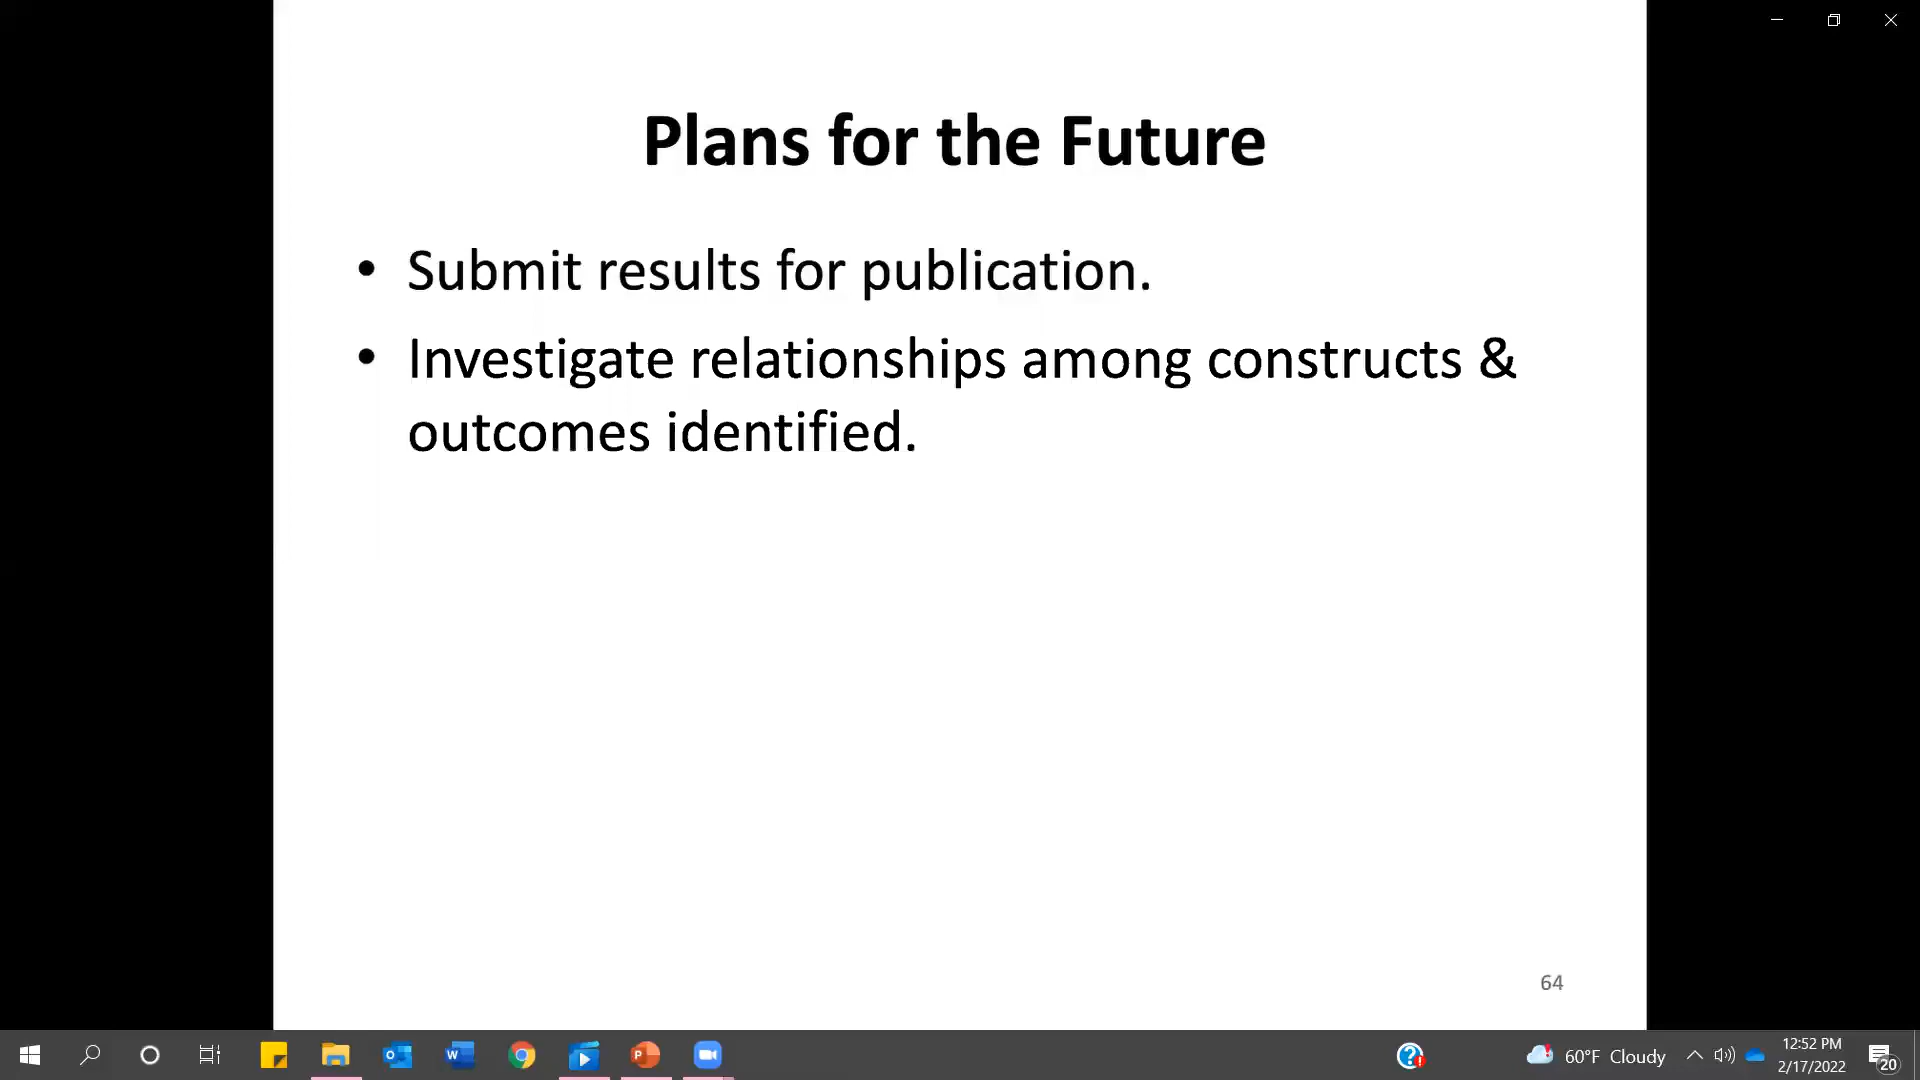 Plans for the Future
• Submit results for publication.
• Investigate relationships among constructs &
outcomes identified.
64
60°F Cloudy
12:52 PM
2/17/2022
20